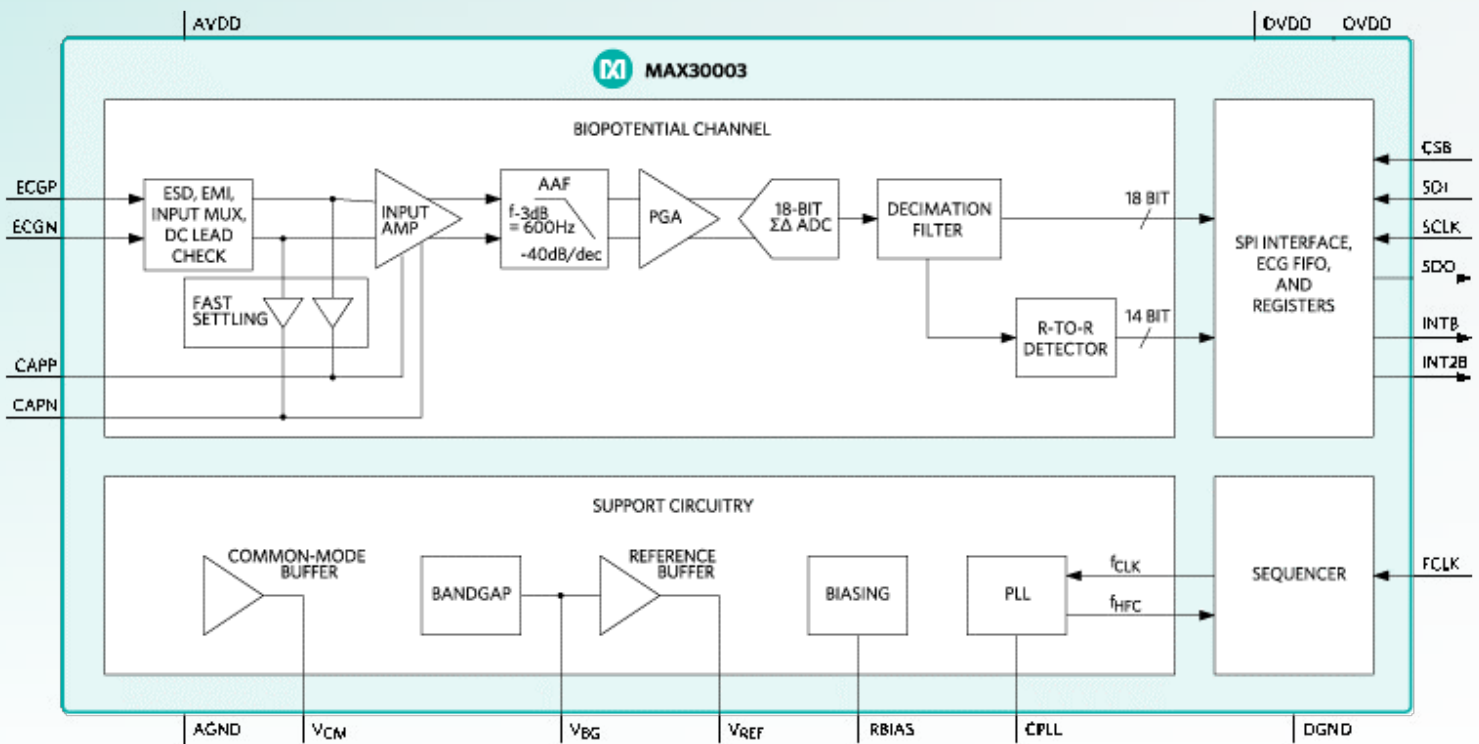 AVDD
DVDD OVDD
MAX30003
BIOPOTENTIAL CHANNEL
ECGP
ECGN
ESD, EMI,
INPUT MUX,
DC LEAD
CHECK
INPUT
AMP
AAF
f-3dB
= 600Hz
-40dB/dec
PGA
18-BIT
ΣΔ ADC
DECIMATION
FILTER
18 BIT
FAST
SETTLING
R-TO-R
DETECTOR
14 BIT
CAPP
CAPN
SPI INTERFACE,
ECG FIFO,
AND
REGISTERS
CSB
SDI
SCLK
SDO
INTB
INT2B
SUPPORT CIRCUITRY
COMMON-MODE
BUFFER
BANDGAP
REFERENCE
BUFFER
BIASING
PLL
fCLK
fHFC
SEQUENCER
FCLK
AGND
VCM
VBG
VREF
RBIAS
CPLL
DGND